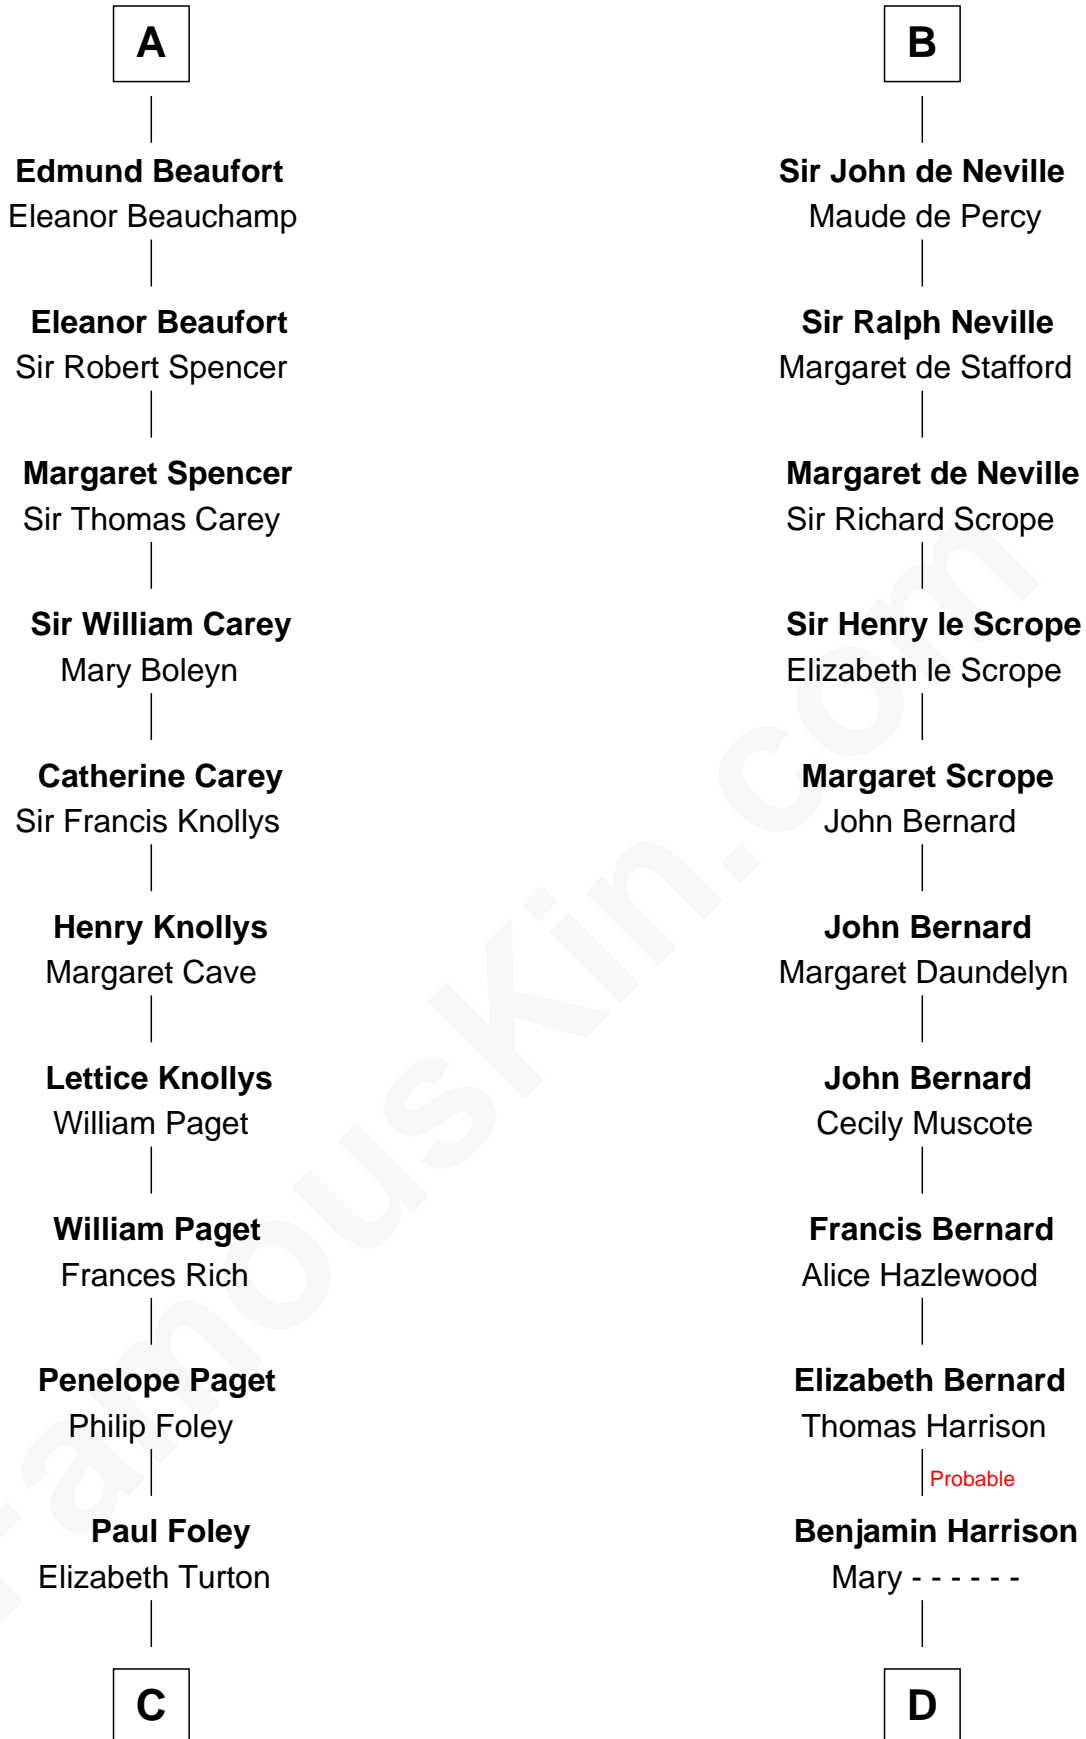 A
Edmund Beaufort
Eleanor Beauchamp
Eleanor Beaufort
Sir Robert Spencer
Margaret Spencer
Sir Thomas Carey
Sir William Carey
Mary Boleyn
Catherine Carey
Sir Francis Knollys
Henry Knollys
Margaret Cave
Lettice Knollys
William Paget
William Paget
Frances Rich
Penelope Paget
Philip Foley
Paul Foley
Elizabeth Turton
C
B
Sir John de Neville
Maude de Percy
Sir Ralph Neville
Margaret de Stafford
Margaret de Neville
Sir Richard Scrope
Sir Henry le Scrope
Elizabeth le Scrope
Margaret Scrope
John Bernard
John Bernard
Margaret Daundelyn
John Bernard
Cecily Muscote
Francis Bernard
Alice Hazlewood
Elizabeth Bernard
Thomas Harrison
Probable
Benjamin Harrison
Mary - - - - - -
D
FamousKin.com